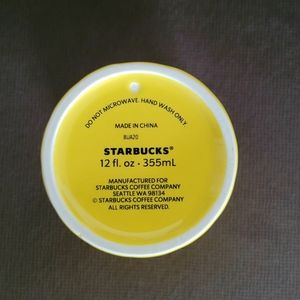 DO NOT MICROWAVE. HAND WASH ONLY.
MADE IN CHINA
BUA20
STARBUCKS®
12 fl. oz · 355mL
MANUFACTURED FOR
STARBUCKS COFFEE COMPANY
SEATTLE WA 98134
© STARBUCKS COFFEE COMPANY
ALL RIGHTS RESERVED.